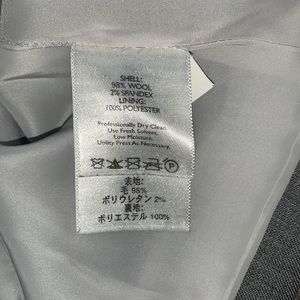 SHELL:
98% WOOL
2% SPANDEX
LINING:
100% POLYESTER
Professionally Dry Clean
Use Fresh Solvent,
Low Moisture.
Utility Press As Necessary.
P
表地:
毛 98%
ポリウレタン 2%
裏地:
ポリエステル 100%